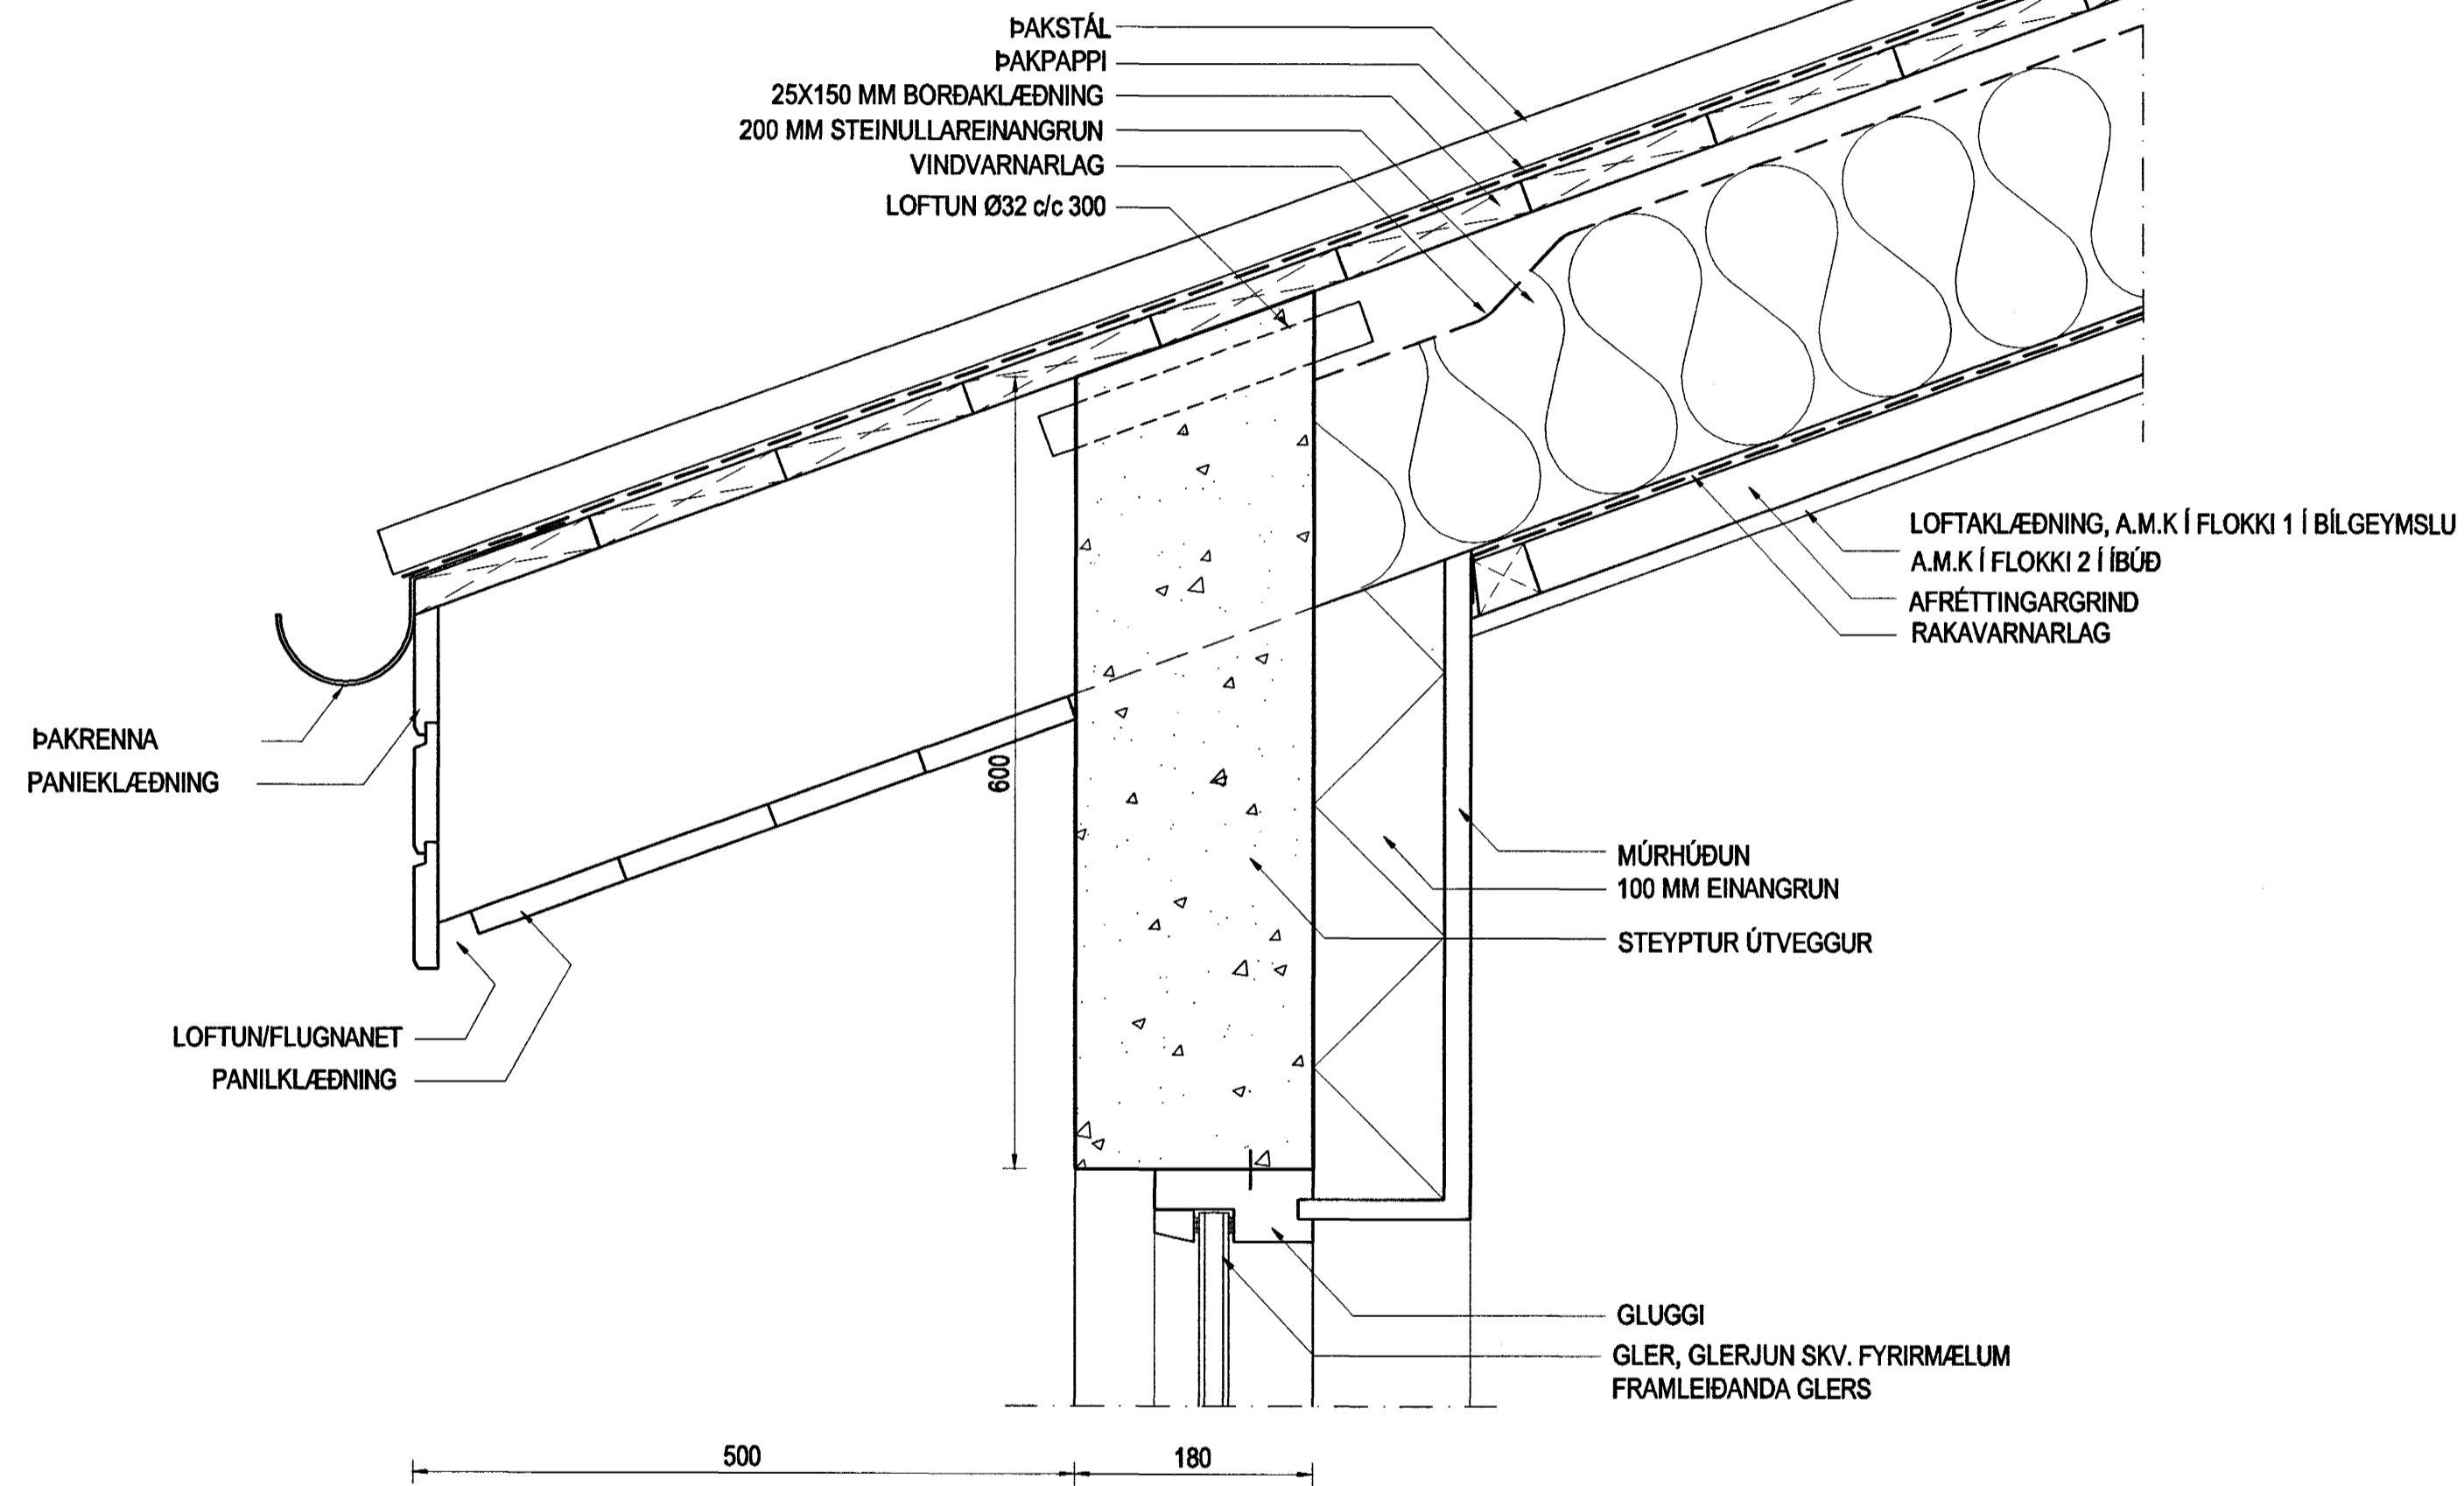 ÞAKSTÁL
ÞAKPAPPI
25X150 MM BORÐAKLÆÐNING
200 MM STEINULLAREINANGRUN
VINDVARNARLAG
LOFTUN Ø32 c/c 300
LOFTAKLÆÐNING, A.M.K Í FLOKKI 1 Í BÍLGEYMSLU
A.M.K Í FLOKKI 2 Í ÍBÚÐ
AFRÉTTINGARGRIND
RAKAVARNARLAG
ÞAKRENNA
PANIEKLÆÐNING
600
MÚRHÚÐUN
100 MM EINANGRUN
STEYPTUR ÚTVEGGUR
LOFTUN/FLUGNANET
PANILKLÆÐNING
GLUGGI
GLER, GLERJUN SKV. FYRIRMÆLUM
FRAMLEIÐANDA GLERS
500
180